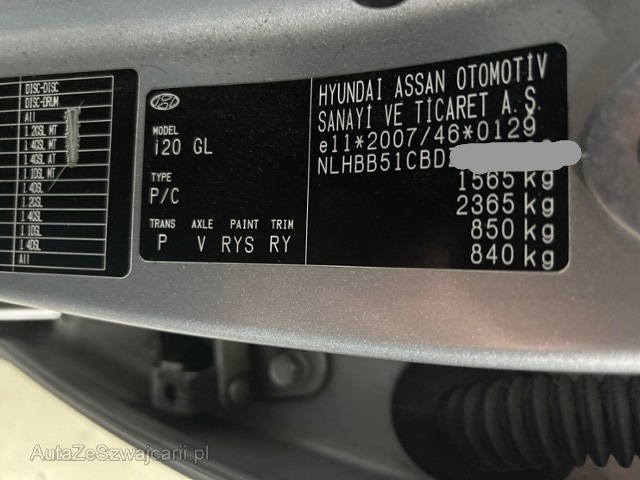 DISC-DISC
DISC-DRUM
All
1.2GSL MT
1.4GSL MT
1.4GSL AT
1.1DSL MT
1.4DSL
1.2GSL
1.4GSL
1.1DSL
1.4DSL
All
MODEL
i20 GL
TYPE
P/C
TRANS AXLE PAINT TRIM
P V RYS RY
HYUNDAI ASSAN OTOMOTİV
SANAYİ VE TİCARET A.Ş.
e11*2007/46*0129
NLHBB51CBD
1565 kg
2365 kg
850 kg
840 kg
AutaZeSzwajcarii.pl